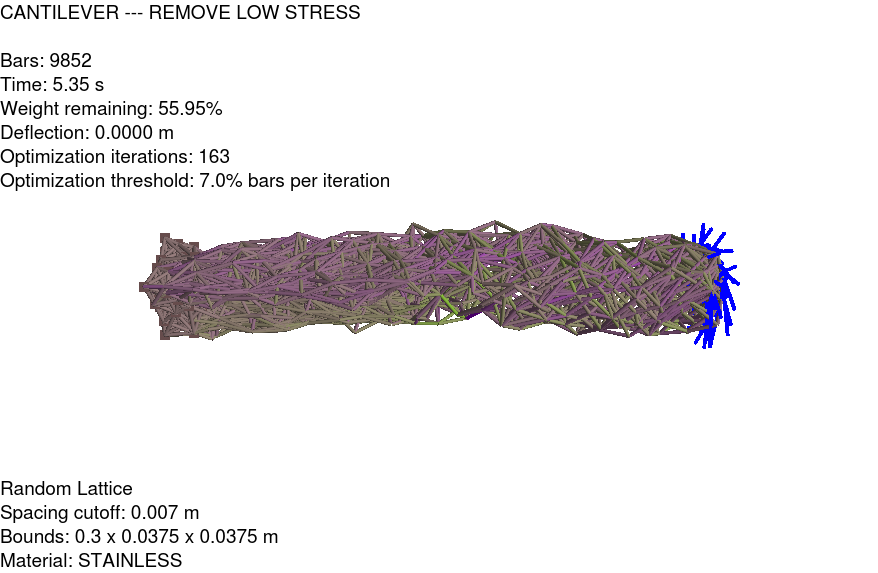 CANTILEVER --- REMOVE LOW STRESS
Bars: 9852
Time: 5.35 s
Weight remaining: 55.95%
Deflection: 0.0000 m
Optimization iterations: 163
Optimization threshold: 7.0% bars per iteration
Random Lattice
Spacing cutoff: 0.007 m
Bounds: 0.3 x 0.0375 x 0.0375 m
Material: STAINLESS